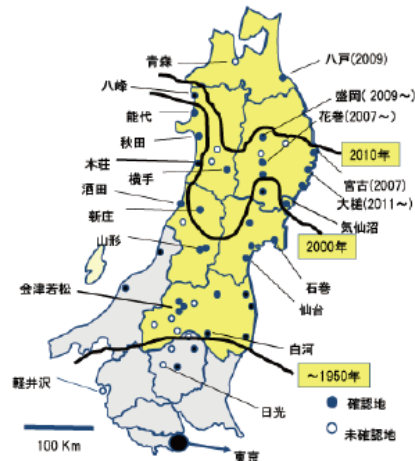 青森
八戸(2009)
八峰
盛岡(2009～)
能代
花巻(2007～)
秋田
2010年
本荘
横手
宮古(2007)
酒田
大槌(2011～)
新庄
気仙沼
2000年
山形
石巻
会津若松
仙台
白河
～1950年
軽井沢
日光
確認地
未確認地
100 Km
東京